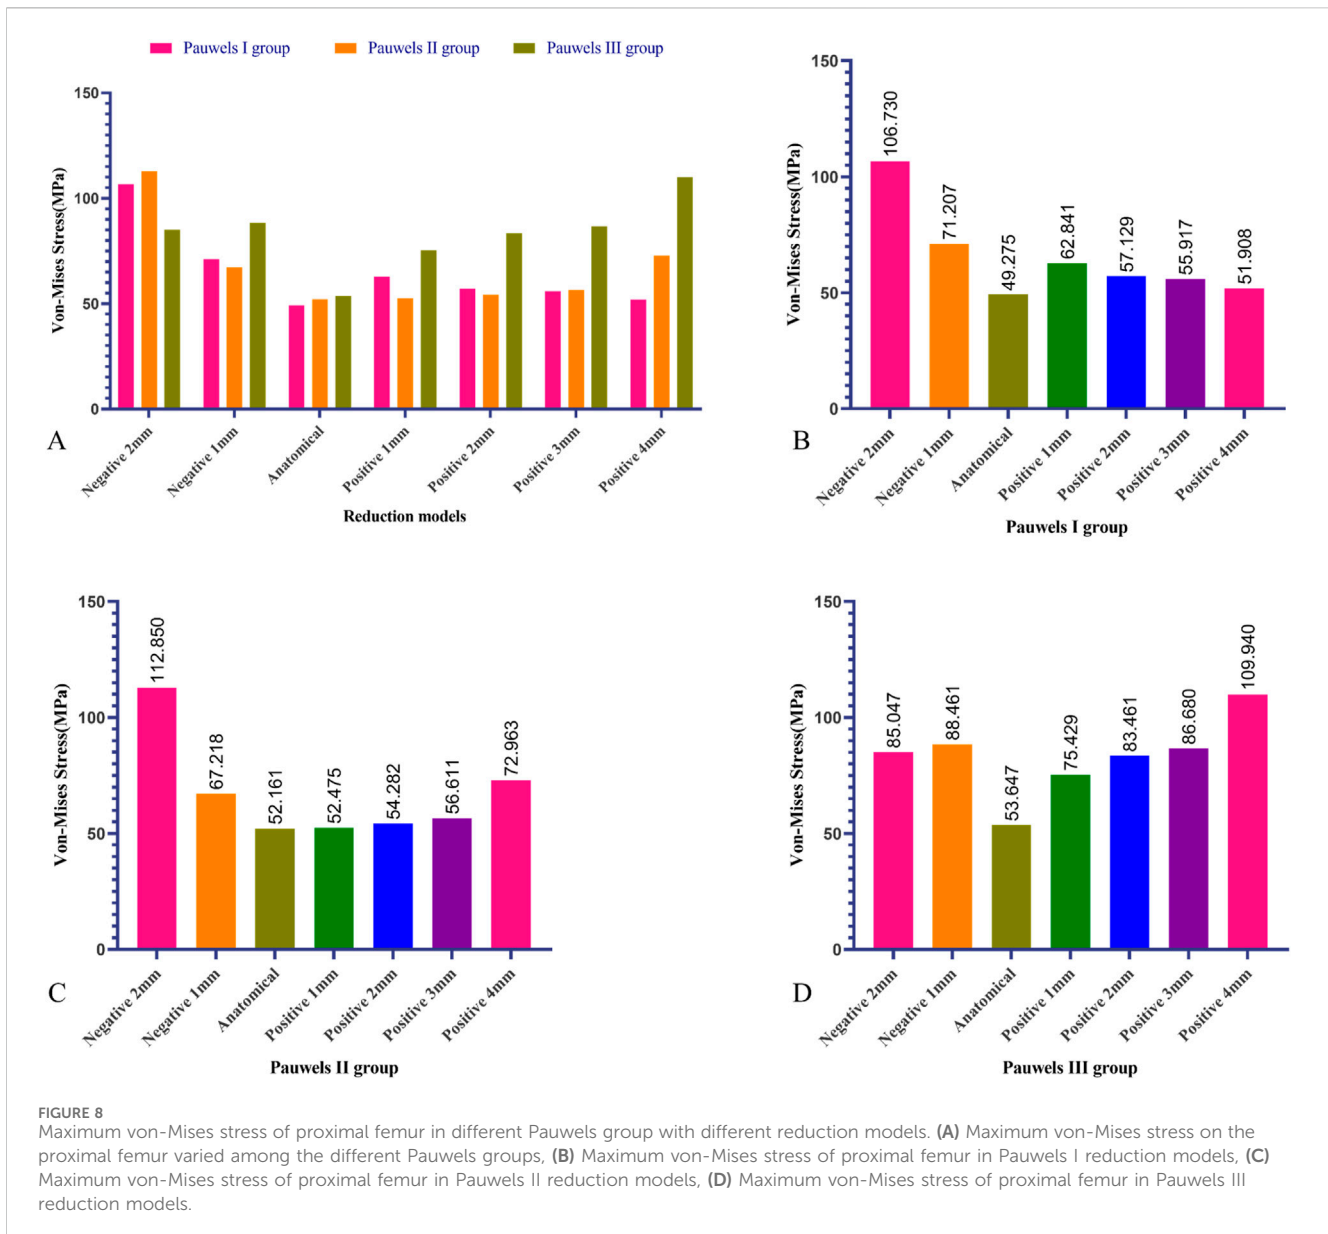 Pauwels I group Pauwels II group Pauwels III group
Von-Mises Stress(MPa)
150
100
50
0
Negative 2mm
Negative 1mm
Anatomical
Positive 1mm
Positive 2mm
Positive 3mm
Positive 4mm
Reduction models
A
Von-Mises Stress(MPa)
150
100
50
0
106.730
71.207
49.275
62.841
57.129
55.917
51.908
Negative 2mm
Negative 1mm
Anatomical
Positive 1mm
Positive 2mm
Positive 3mm
Positive 4mm
Pauwels I group
B
Von-Mises Stress(MPa)
150
100
50
0
112.850
67.218
52.161
52.475
54.282
56.611
72.963
Negative 2mm
Negative 1mm
Anatomical
Positive 1mm
Positive 2mm
Positive 3mm
Positive 4mm
Pauwels II group
C
Von-Mises Stress(MPa)
150
100
50
0
85.047
88.461
53.647
75.429
83.461
86.680
109.940
Negative 2mm
Negative 1mm
Anatomical
Positive 1mm
Positive 2mm
Positive 3mm
Positive 4mm
Pauwels III group
D
FIGURE 8
Maximum von-Mises stress of proximal femur in different Pauwels group with different reduction models. (A) Maximum von-Mises stress on the
proximal femur varied among the different Pauwels groups, (B) Maximum von-Mises stress of proximal femur in Pauwels I reduction models, (C)
Maximum von-Mises stress of proximal femur in Pauwels II reduction models, (D) Maximum von-Mises stress of proximal femur in Pauwels III
reduction models.